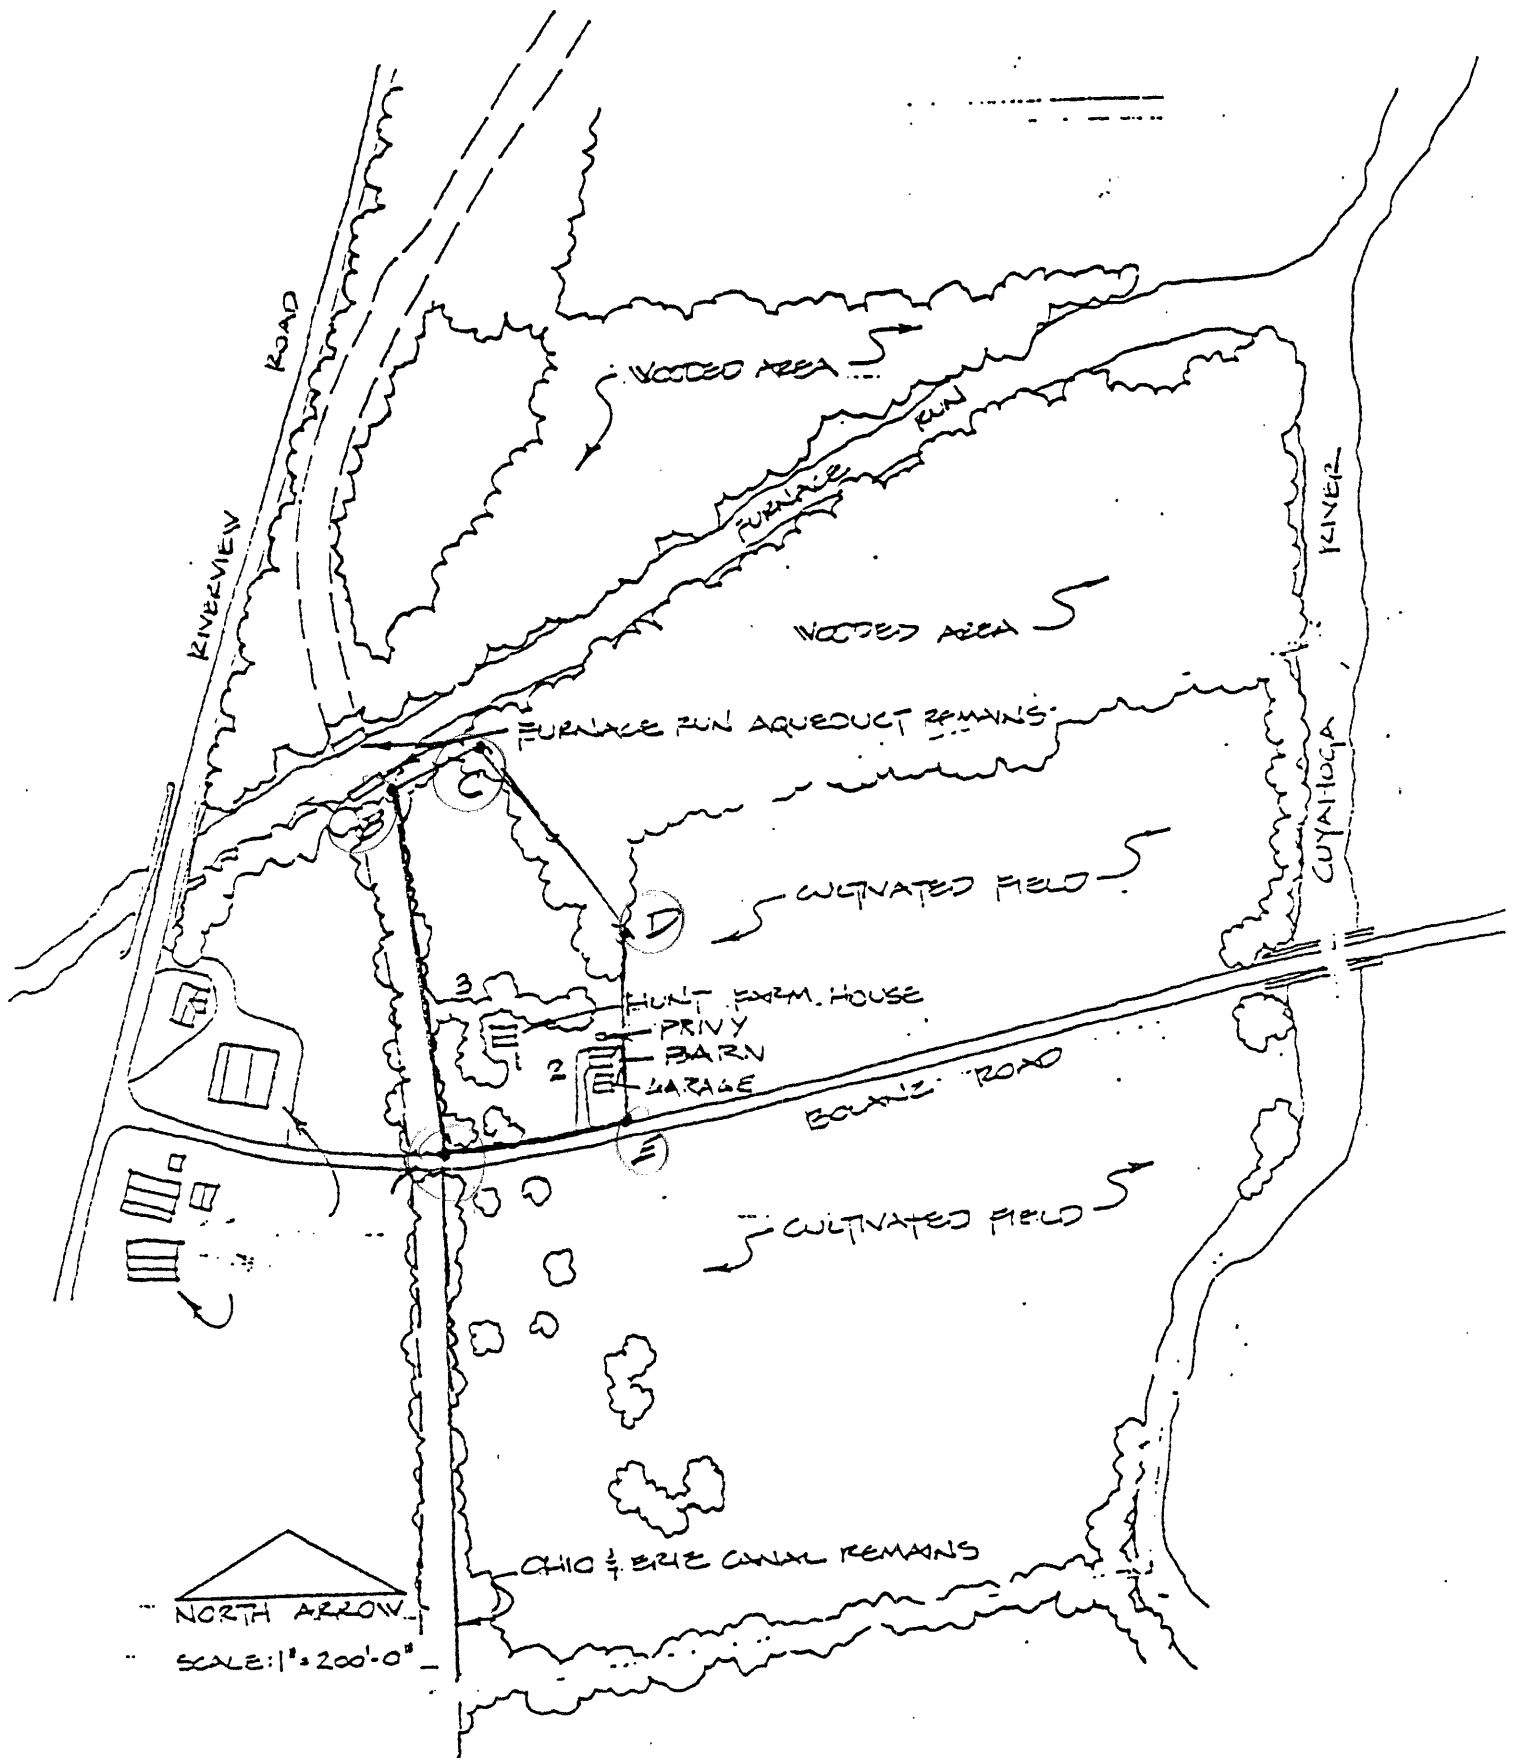 ROAD
WOODED AREA
RUN
FURNACE
RIVER
RIVERVIEW
WOODED AREA
FURNACE RUN AQUEDUCT REMAINS
CUYAHOGA
C
B
CULTIVATED FIELD
D
3
HUNT FARM HOUSE
PRIVY
BARN
2
GARAGE
ROAD
E
CULTIVATED FIELD
OHIO & ERIE CANAL REMAINS
NORTH ARROW
SCALE: 1" = 200'-0"